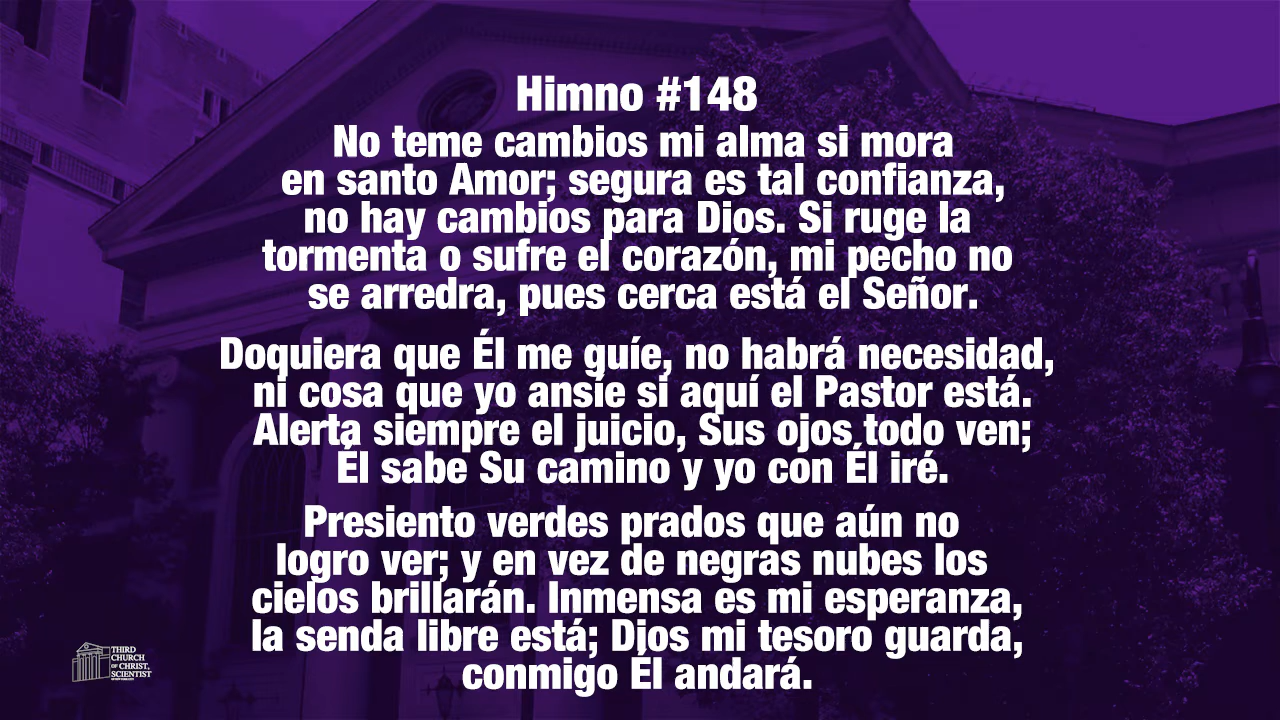 Himno #148
No teme cambios mi alma si mora
en santo Amor; segura es tal confianza,
no hay cambios para Dios. Si ruge la
tormenta o sufre el corazón, mi pecho no
se arredra, pues cerca está el Señor.
Doquiera que Él me guíe, no habrá necesidad,
ni cosa que yo ansíe si aquí el Pastor está.
Alerta siempre el juicio, Sus ojos todo ven;
Él sabe Su camino y yo con Él iré.
Presiento verdes prados que aún no
logro ver; y en vez de negras nubes los
cielos brillarán. Inmensa es mi esperanza,
la senda libre está; Dios mi tesoro guarda,
conmigo Él andará.
THIRD
CHURCH
OF CHRIST,
SCIENTIST